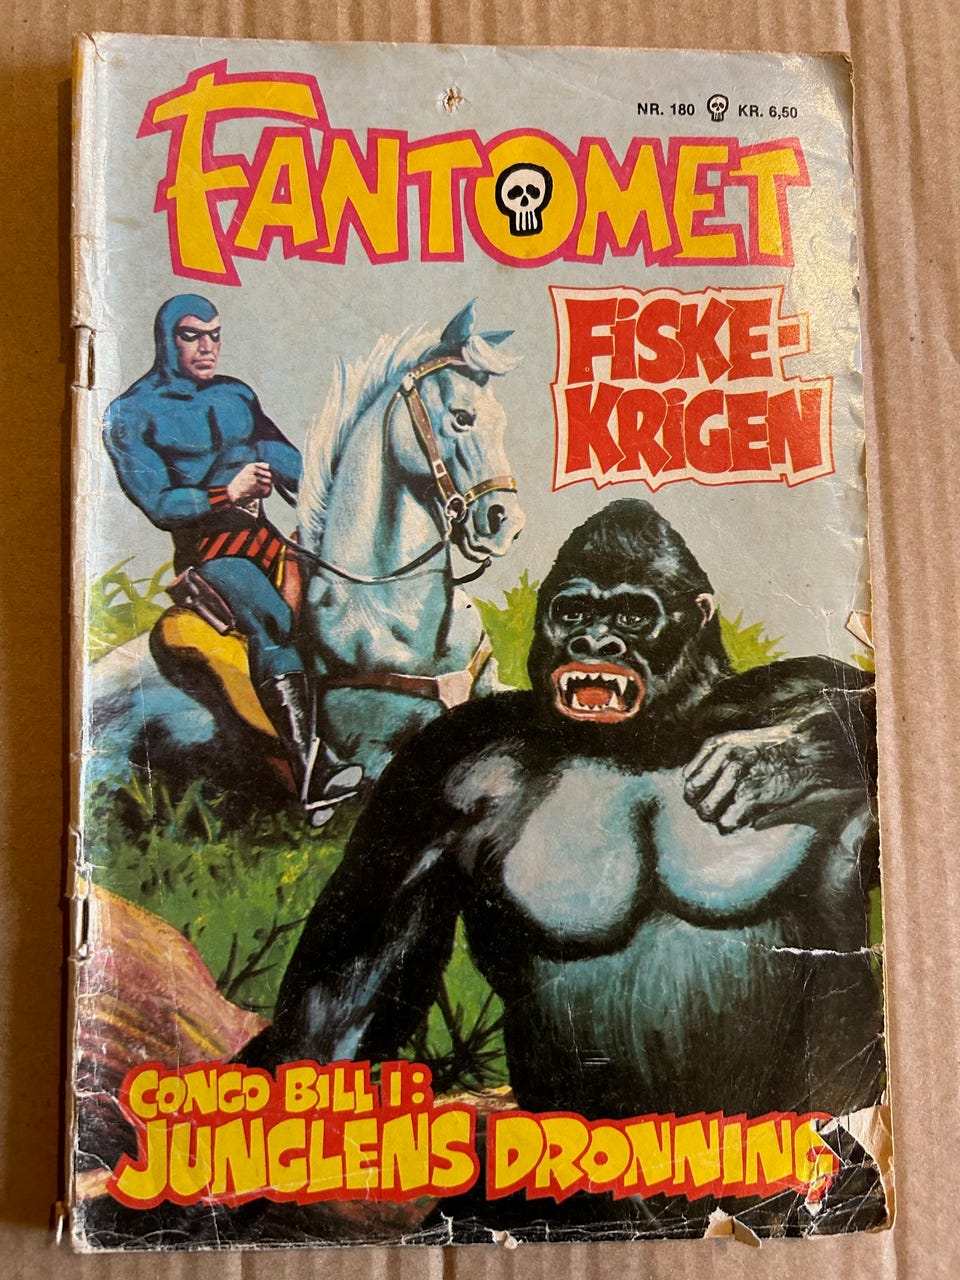 NR. 180 KR. 6,50
FANTOMET
FiSKE-
KRiGEN
CONGO BILL I:
JUNGLENS DRONNING